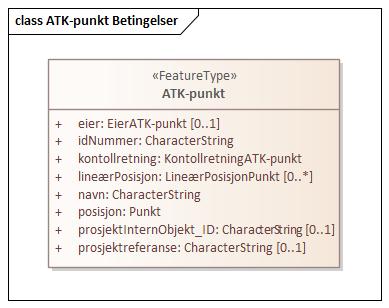 class ATK-punkt Betingelser
«FeatureType»
ATK-punkt
+ eier: EierATK-punkt [0..1]
+ idNummer: CharacterString
+ kontollretning: KontollretningATK-punkt
+ lineærPosisjon: LineærPosisjonPunkt [0..*]
+ navn: CharacterString
+ posisjon: Punkt
+ prosjektInternObjekt_ID: CharacterString [0..1]
+ prosjektreferanse: CharacterString [0..1]